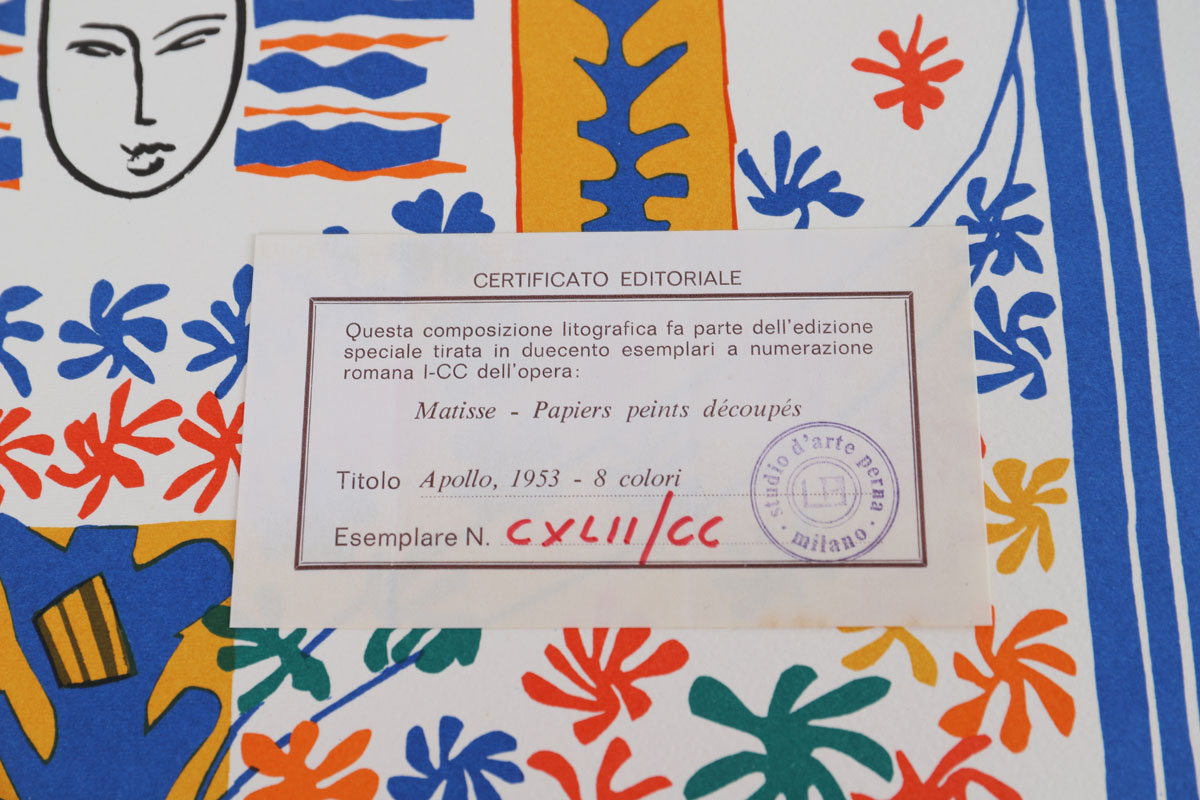 CERTIFICATO EDITORIALE
Questa composizione litografica fa parte dell'edizione
speciale tirata in duecento esemplari a numerazione
romana I-CC dell'opera:
Matisse - Papiers peints découpés
Titolo Apollo, 1953 - 8 colori
Esemplare N. CXLII/CC
studio d'arte perna
· milano ·